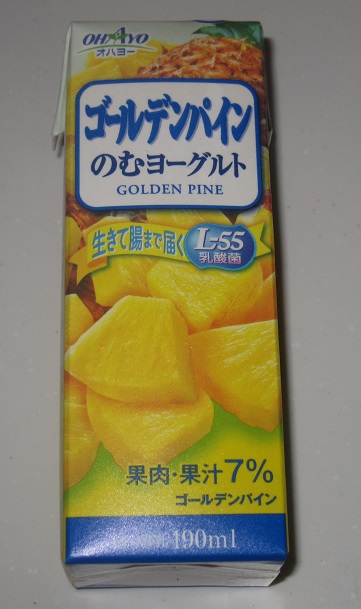 OHAYO
オハヨー
ゴールデンパイン
のむヨーグルト
GOLDEN PINE
生きて腸まで届く
L-55
乳酸菌
果肉・果汁7%
ゴールデンパイン
190ml